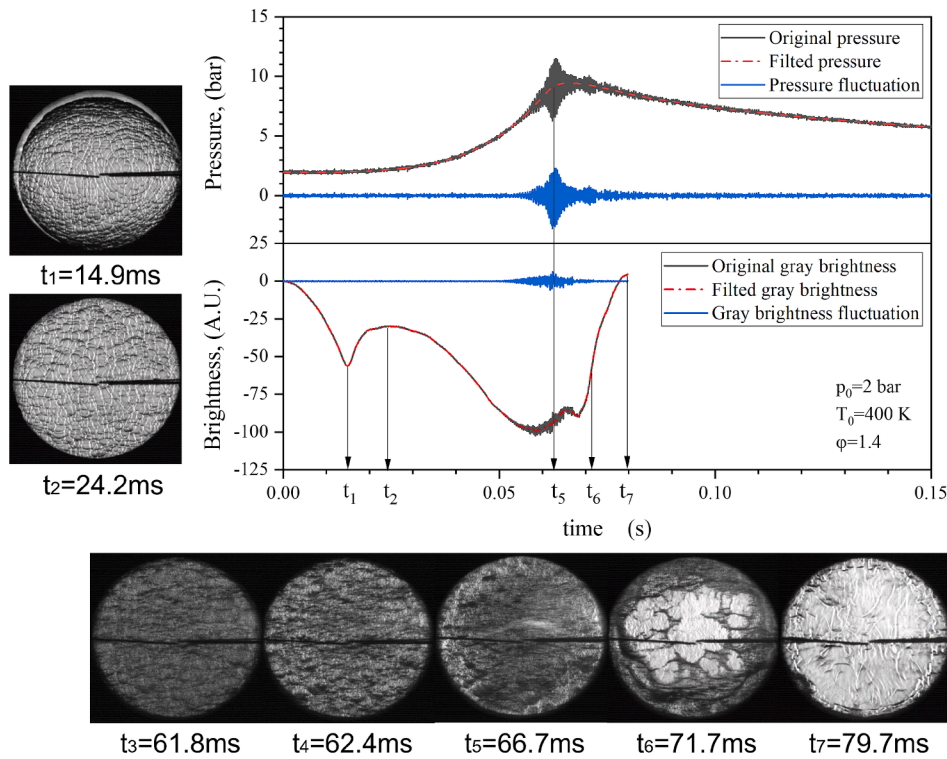 15
10
5
0
Pressure, (bar)
Original pressure
Filted pressure
Pressure fluctuation
t1=14.9ms
t2=24.2ms
25
0
-25
-50
-75
-100
-125
Brightness, (A.U.)
Original gray brightness
Filted gray brightness
Gray brightness fluctuation
p0=2 bar
T0=400 K
φ=1.4
0.00 t1 t2 0.05 t5 t6 t7 0.10 0.15
time (s)
t3=61.8ms t4=62.4ms t5=66.7ms t6=71.7ms t7=79.7ms